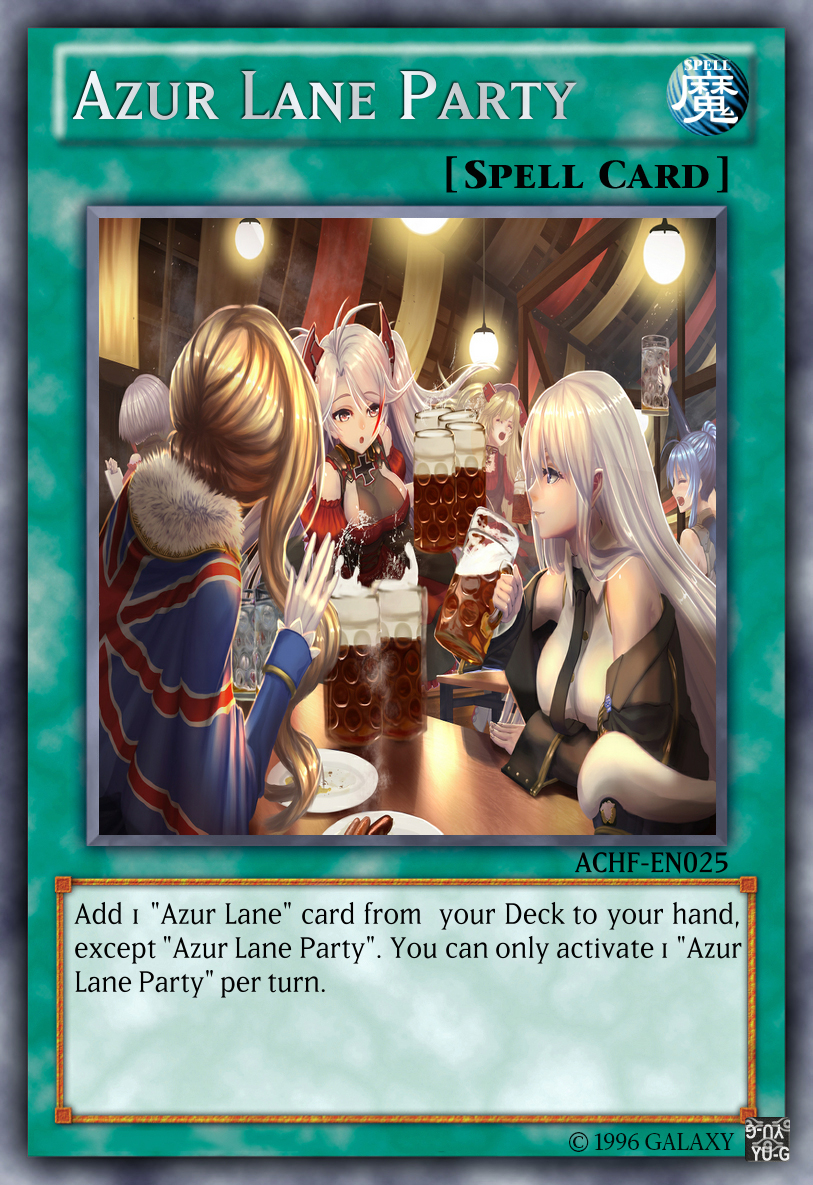 AZUR LANE PARTY
SPELL
魔
[SPELL CARD]
ACHF-EN025
Add 1 "Azur Lane" card from your Deck to your hand,
except "Azur Lane Party". You can only activate 1 "Azur
Lane Party" per turn.
© 1996 GALAXY
YU-G
YU-G